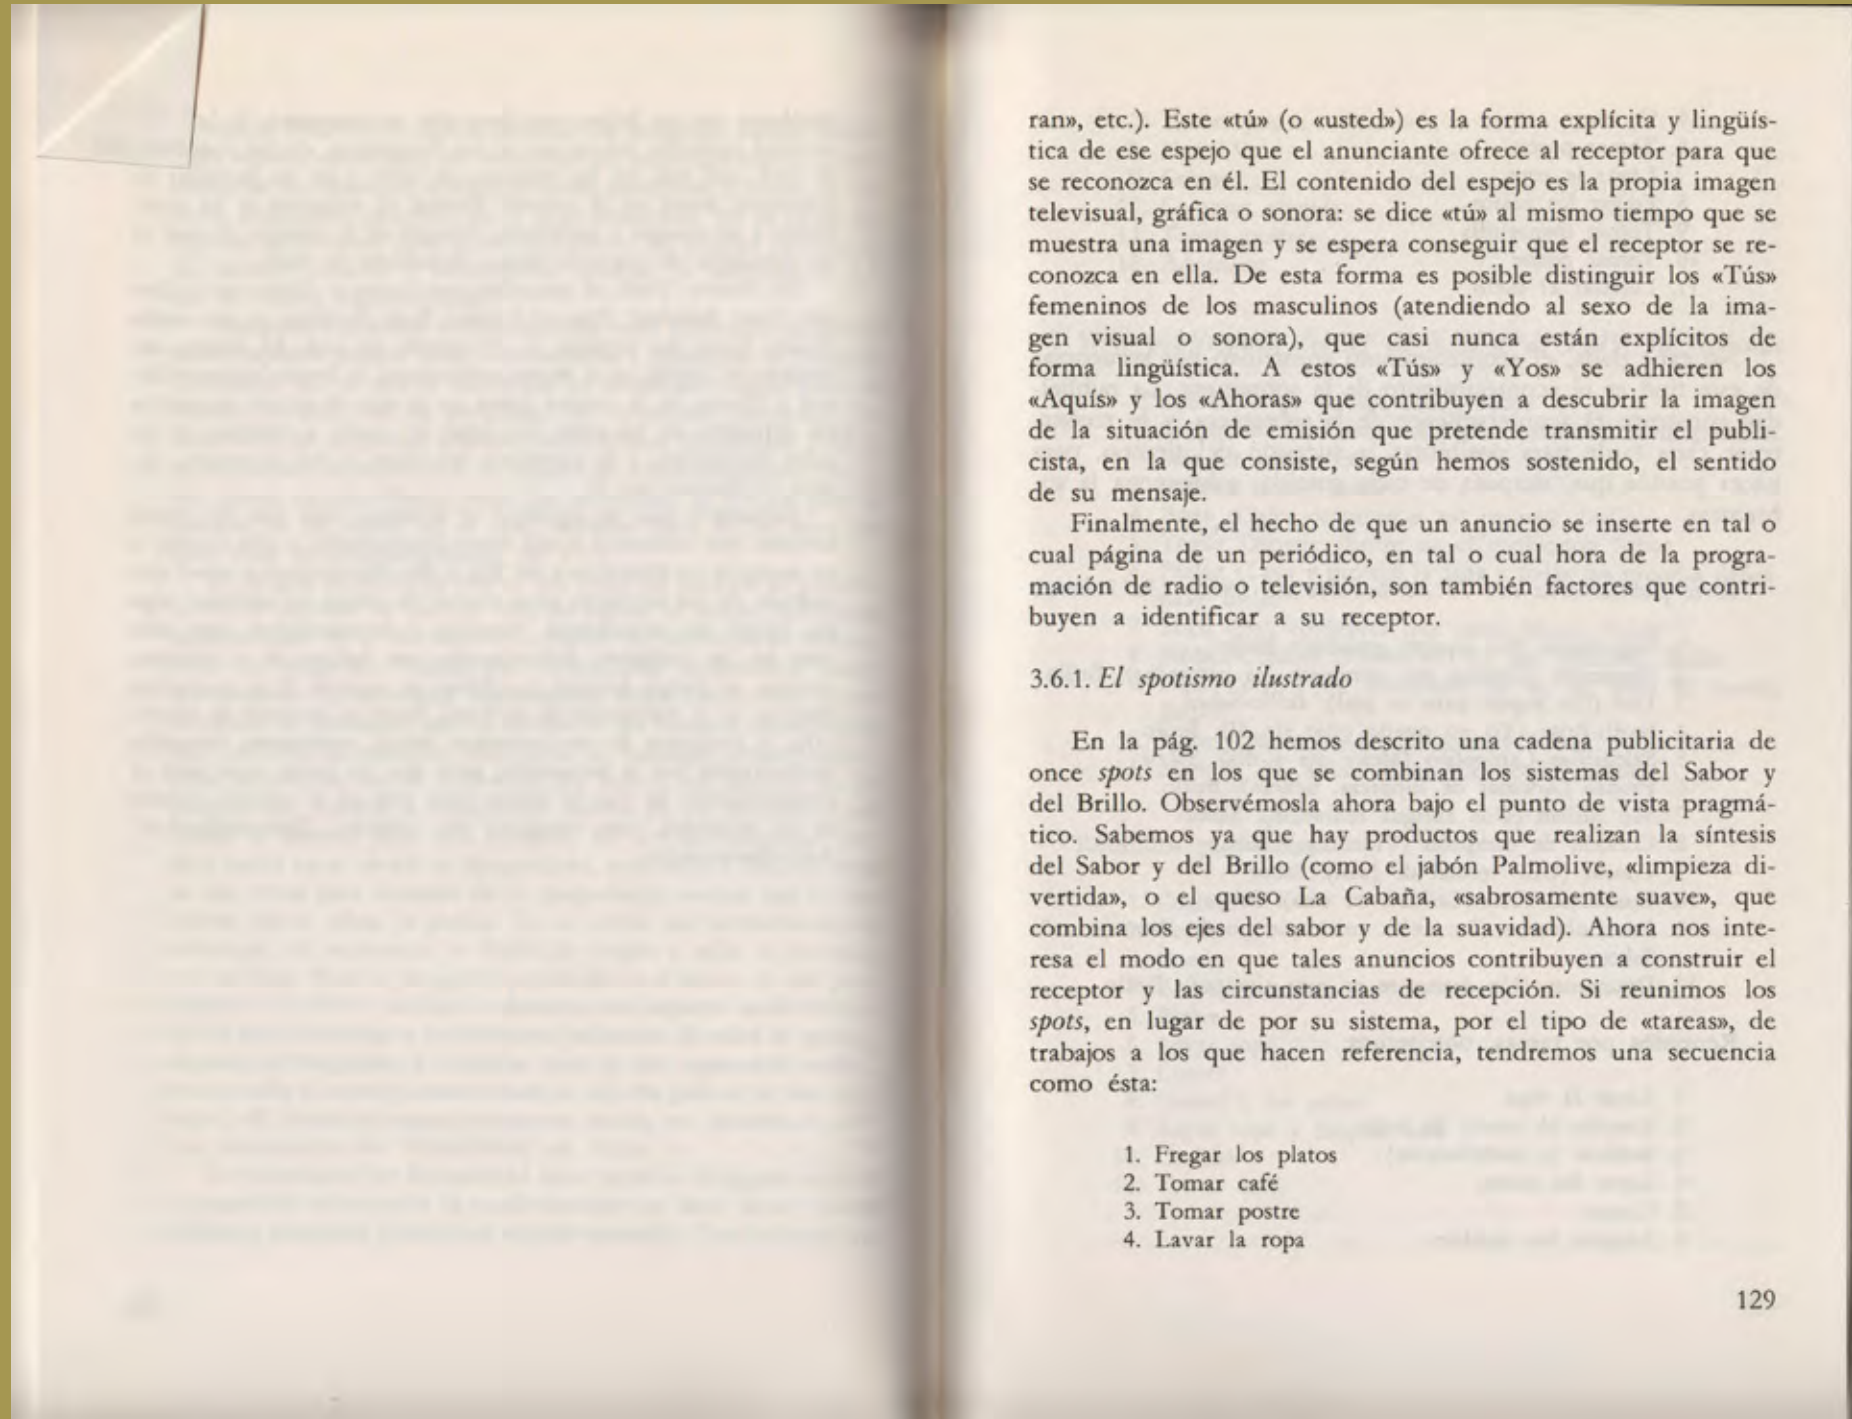 ran», etc.). Este «tú» (o «usted») es la forma explícita y lingüís-
tica de ese espejo que el anunciante ofrece al receptor para que
se reconozca en él. El contenido del espejo es la propia imagen
televisual, gráfica o sonora: se dice «tú» al mismo tiempo que se
muestra una imagen y se espera conseguir que el receptor se re-
conozca en ella. De esta forma es posible distinguir los «Tús»
femeninos de los masculinos (atendiendo al sexo de la ima-
gen visual o sonora), que casi nunca están explícitos de
forma lingüística. A estos «Tús» y «Yos» se adhieren los
«Aquís» y los «Ahoras» que contribuyen a descubrir la imagen
de la situación de emisión que pretende transmitir el publi-
cista, en la que consiste, según hemos sostenido, el sentido
de su mensaje.
Finalmente, el hecho de que un anuncio se inserte en tal o
cual página de un periódico, en tal o cual hora de la progra-
mación de radio o televisión, son también factores que contri-
buyen a identificar a su receptor.
3.6.1. El spotismo ilustrado
En la pág. 102 hemos descrito una cadena publicitaria de
once spots en los que se combinan los sistemas del Sabor y
del Brillo. Observémosla ahora bajo el punto de vista pragmá-
tico. Sabemos ya que hay productos que realizan la síntesis
del Sabor y del Brillo (como el jabón Palmolive, «limpieza di-
vertida», o el queso La Cabaña, «sabrosamente suave», que
combina los ejes del sabor y de la suavidad). Ahora nos inte-
resa el modo en que tales anuncios contribuyen a construir el
receptor y las circunstancias de recepción. Si reunimos los
spots, en lugar de por su sistema, por el tipo de «tareas», de
trabajos a los que hacen referencia, tendremos una secuencia
como ésta:
1. Fregar los platos
2. Tomar café
3. Tomar postre
4. Lavar la ropa
129